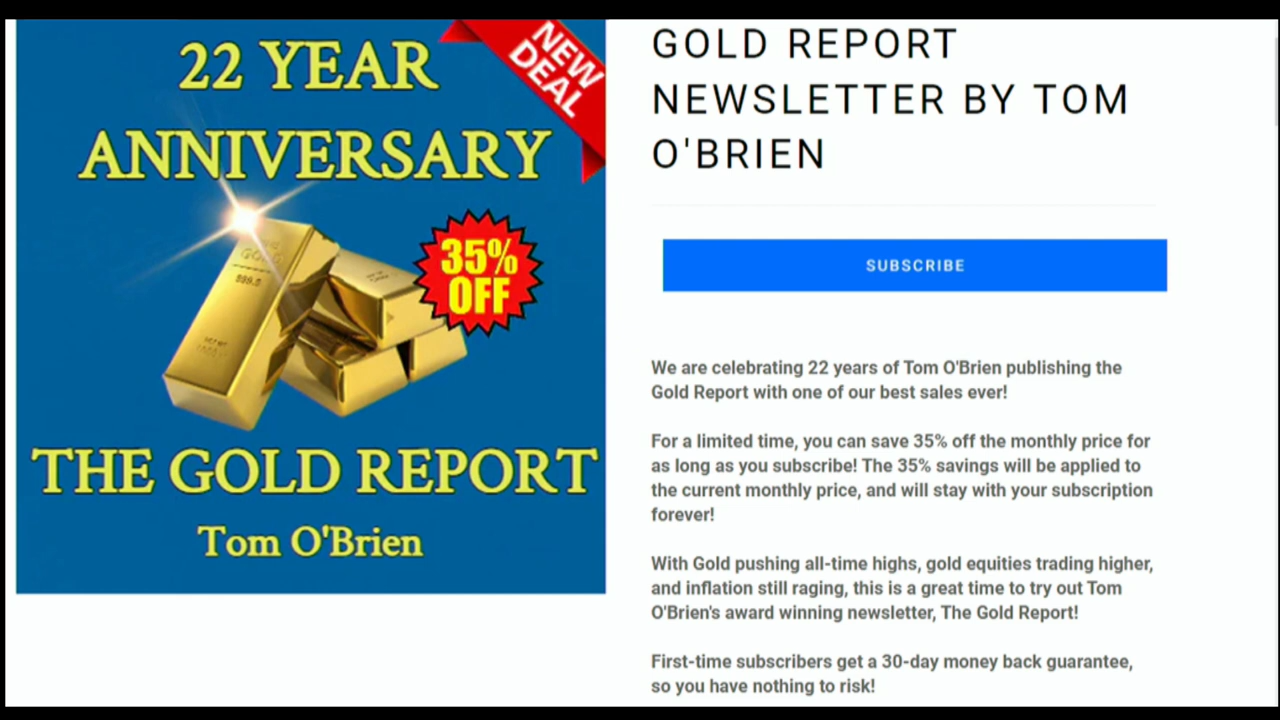 22 YEAR
ANNIVERSARY
NEW
DEAL
GOLD
999.9
35%
OFF
THE GOLD REPORT
Tom O'Brien
GOLD REPORT
NEWSLETTER BY TOM
O'BRIEN
SUBSCRIBE
We are celebrating 22 years of Tom O'Brien publishing the
Gold Report with one of our best sales ever!
For a limited time, you can save 35% off the monthly price for
as long as you subscribe! The 35% savings will be applied to
the current monthly price, and will stay with your subscription
forever!
With Gold pushing all-time highs, gold equities trading higher,
and inflation still raging, this is a great time to try out Tom
O'Brien's award winning newsletter, The Gold Report!
First-time subscribers get a 30-day money back guarantee,
so you have nothing to risk!